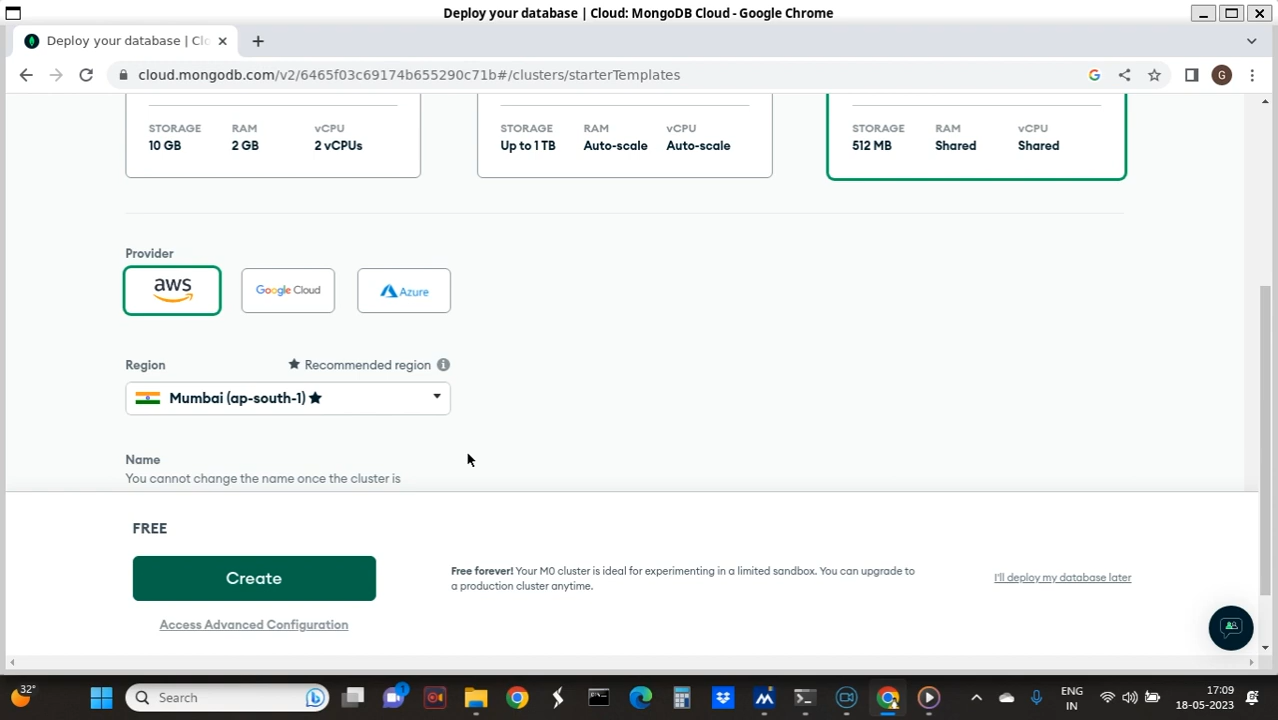 Deploy your database | Cloud: MongoDB Cloud - Google Chrome
Deploy your database | Clo
cloud.mongodb.com/v2/6465f03c69174b655290c71b#/clusters/starterTemplates
G
STORAGE RAM vCPU
10 GB 2 GB 2 vCPUs
STORAGE RAM vCPU
Up to 1 TB Auto-scale Auto-scale
STORAGE RAM vCPU
512 MB Shared Shared
Provider
aws
Google Cloud
Azure
Region ★ Recommended region
Mumbai (ap-south-1) ★
Name
You cannot change the name once the cluster is
FREE
Create
Free forever! Your M0 cluster is ideal for experimenting in a limited sandbox. You can upgrade to
a production cluster anytime.
I'll deploy my database later
Access Advanced Configuration
32°
Search
1
ENG
IN
17:09
18-05-2023